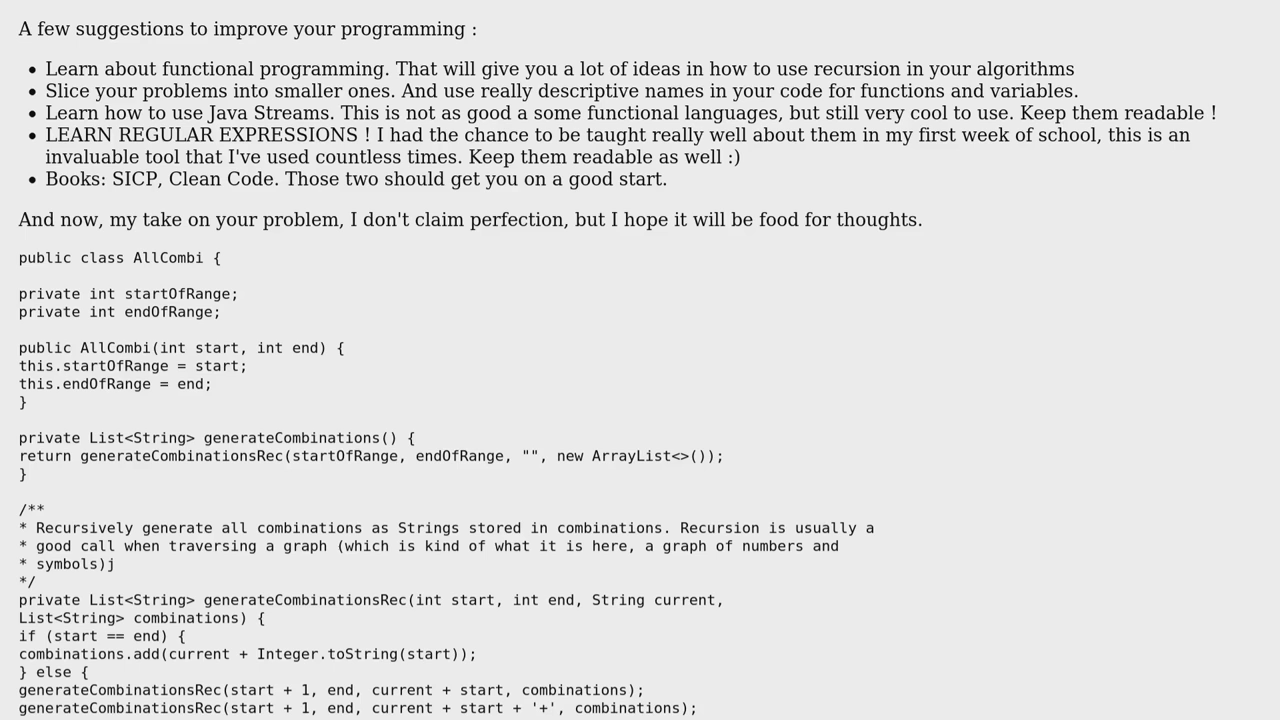 A few suggestions to improve your programming :
• Learn about functional programming. That will give you a lot of ideas in how to use recursion in your algorithms
• Slice your problems into smaller ones. And use really descriptive names in your code for functions and variables.
• Learn how to use Java Streams. This is not as good a some functional languages, but still very cool to use. Keep them readable !
• LEARN REGULAR EXPRESSIONS ! I had the chance to be taught really well about them in my first week of school, this is an
invaluable tool that I've used countless times. Keep them readable as well :)
• Books: SICP, Clean Code. Those two should get you on a good start.
And now, my take on your problem, I don't claim perfection, but I hope it will be food for thoughts.
public class AllCombi {
private int startOfRange;
private int endOfRange;
public AllCombi(int start, int end) {
this.startOfRange = start;
this.endOfRange = end;
}
private List<String> generateCombinations() {
return generateCombinationsRec(startOfRange, endOfRange, "", new ArrayList<>());
}
/**
* Recursively generate all combinations as Strings stored in combinations. Recursion is usually a
* good call when traversing a graph (which is kind of what it is here, a graph of numbers and
* symbols)j
*/
private List<String> generateCombinationsRec(int start, int end, String current,
List<String> combinations) {
if (start == end) {
combinations.add(current + Integer.toString(start));
} else {
generateCombinationsRec(start + 1, end, current + start, combinations);
generateCombinationsRec(start + 1, end, current + start + '+', combinations);